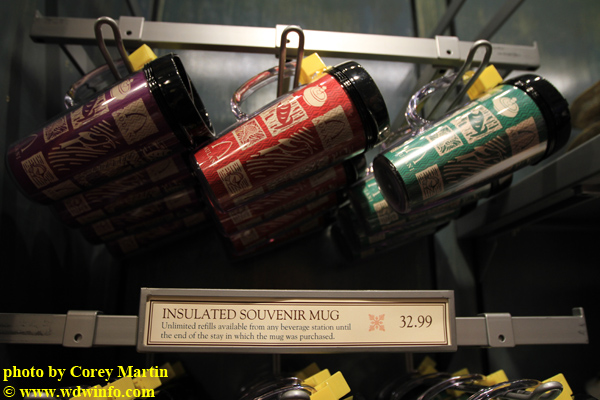 INSULATED SOUVENIR MUG
Unlimited refills available from any beverage station until
the end of the stay in which the mug was purchased.
32.99
photo by Corey Martin
© www.wdwinfo.com